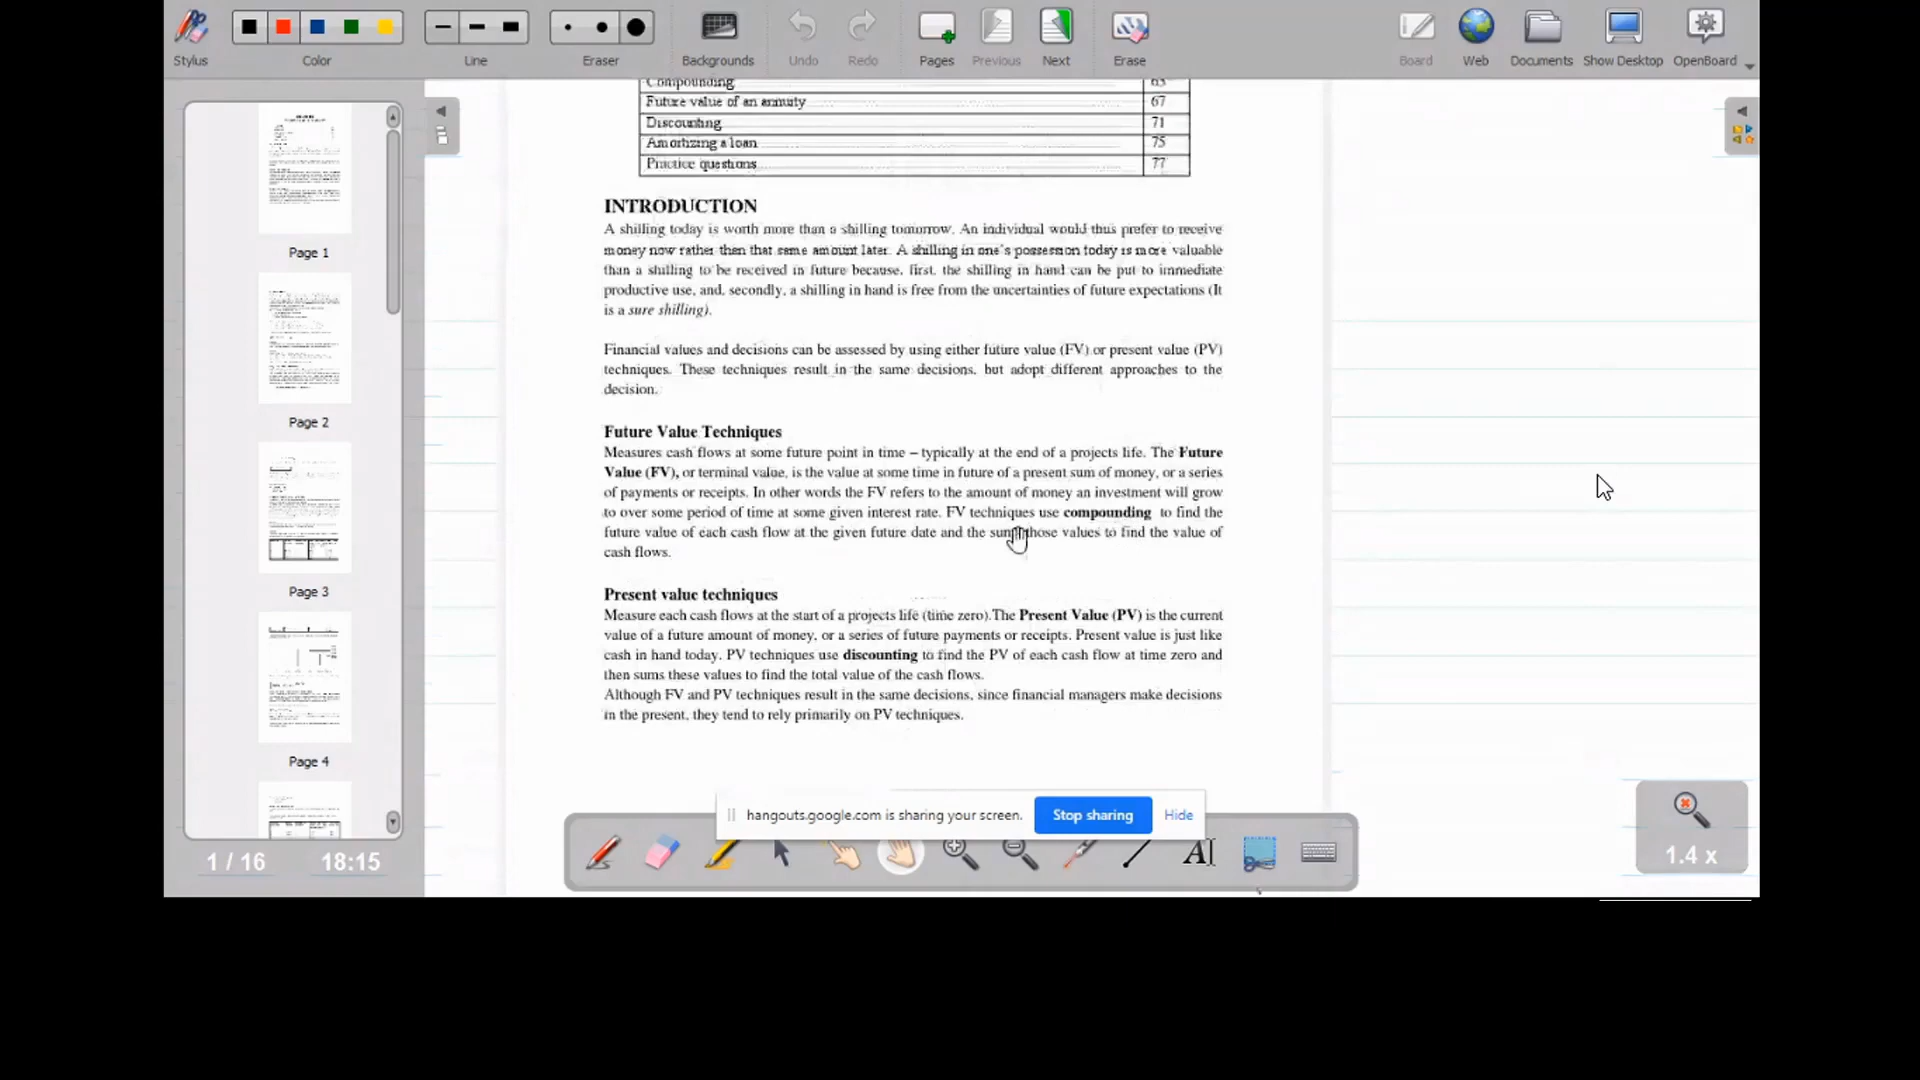 Stylus
Color
Line
Eraser
Backgrounds
Undo
Redo
Pages
Previous
Next
Erase
Board
Web
Documents
Show Desktop
OpenBoard
Page 1
Page 2
Page 3
Page 4
1 / 16
18:15
Compounding 63
Future value of an annuity 67
Discounting 71
Amortizing a loan 75
Practice questions 77
INTRODUCTION
A shilling today is worth more than a shilling tomorrow. An individual would thus prefer to receive
money now rather than that same amount later. A shilling in one's possession today is more valuable
than a shilling to be received in future because, first, the shilling in hand can be put to immediate
productive use, and, secondly, a shilling in hand is free from the uncertainties of future expectations (It
is a sure shilling).
Financial values and decisions can be assessed by using either future value (FV) or present value (PV)
techniques. These techniques result in the same decisions, but adopt different approaches to the
decision.
Future Value Techniques
Measures cash flows at some future point in time – typically at the end of a projects life. The Future
Value (FV), or terminal value, is the value at some time in future of a present sum of money, or a series
of payments or receipts. In other words the FV refers to the amount of money an investment will grow
to over some period of time at some given interest rate. FV techniques use compounding to find the
future value of each cash flow at the given future date and the sum those values to find the value of
cash flows.
Present value techniques
Measure each cash flows at the start of a projects life (time zero).The Present Value (PV) is the current
value of a future amount of money, or a series of future payments or receipts. Present value is just like
cash in hand today. PV techniques use discounting to find the PV of each cash flow at time zero and
then sums these values to find the total value of the cash flows.
Although FV and PV techniques result in the same decisions, since financial managers make decisions
in the present, they tend to rely primarily on PV techniques.
hangouts.google.com is sharing your screen.
Stop sharing
Hide
1.4 x